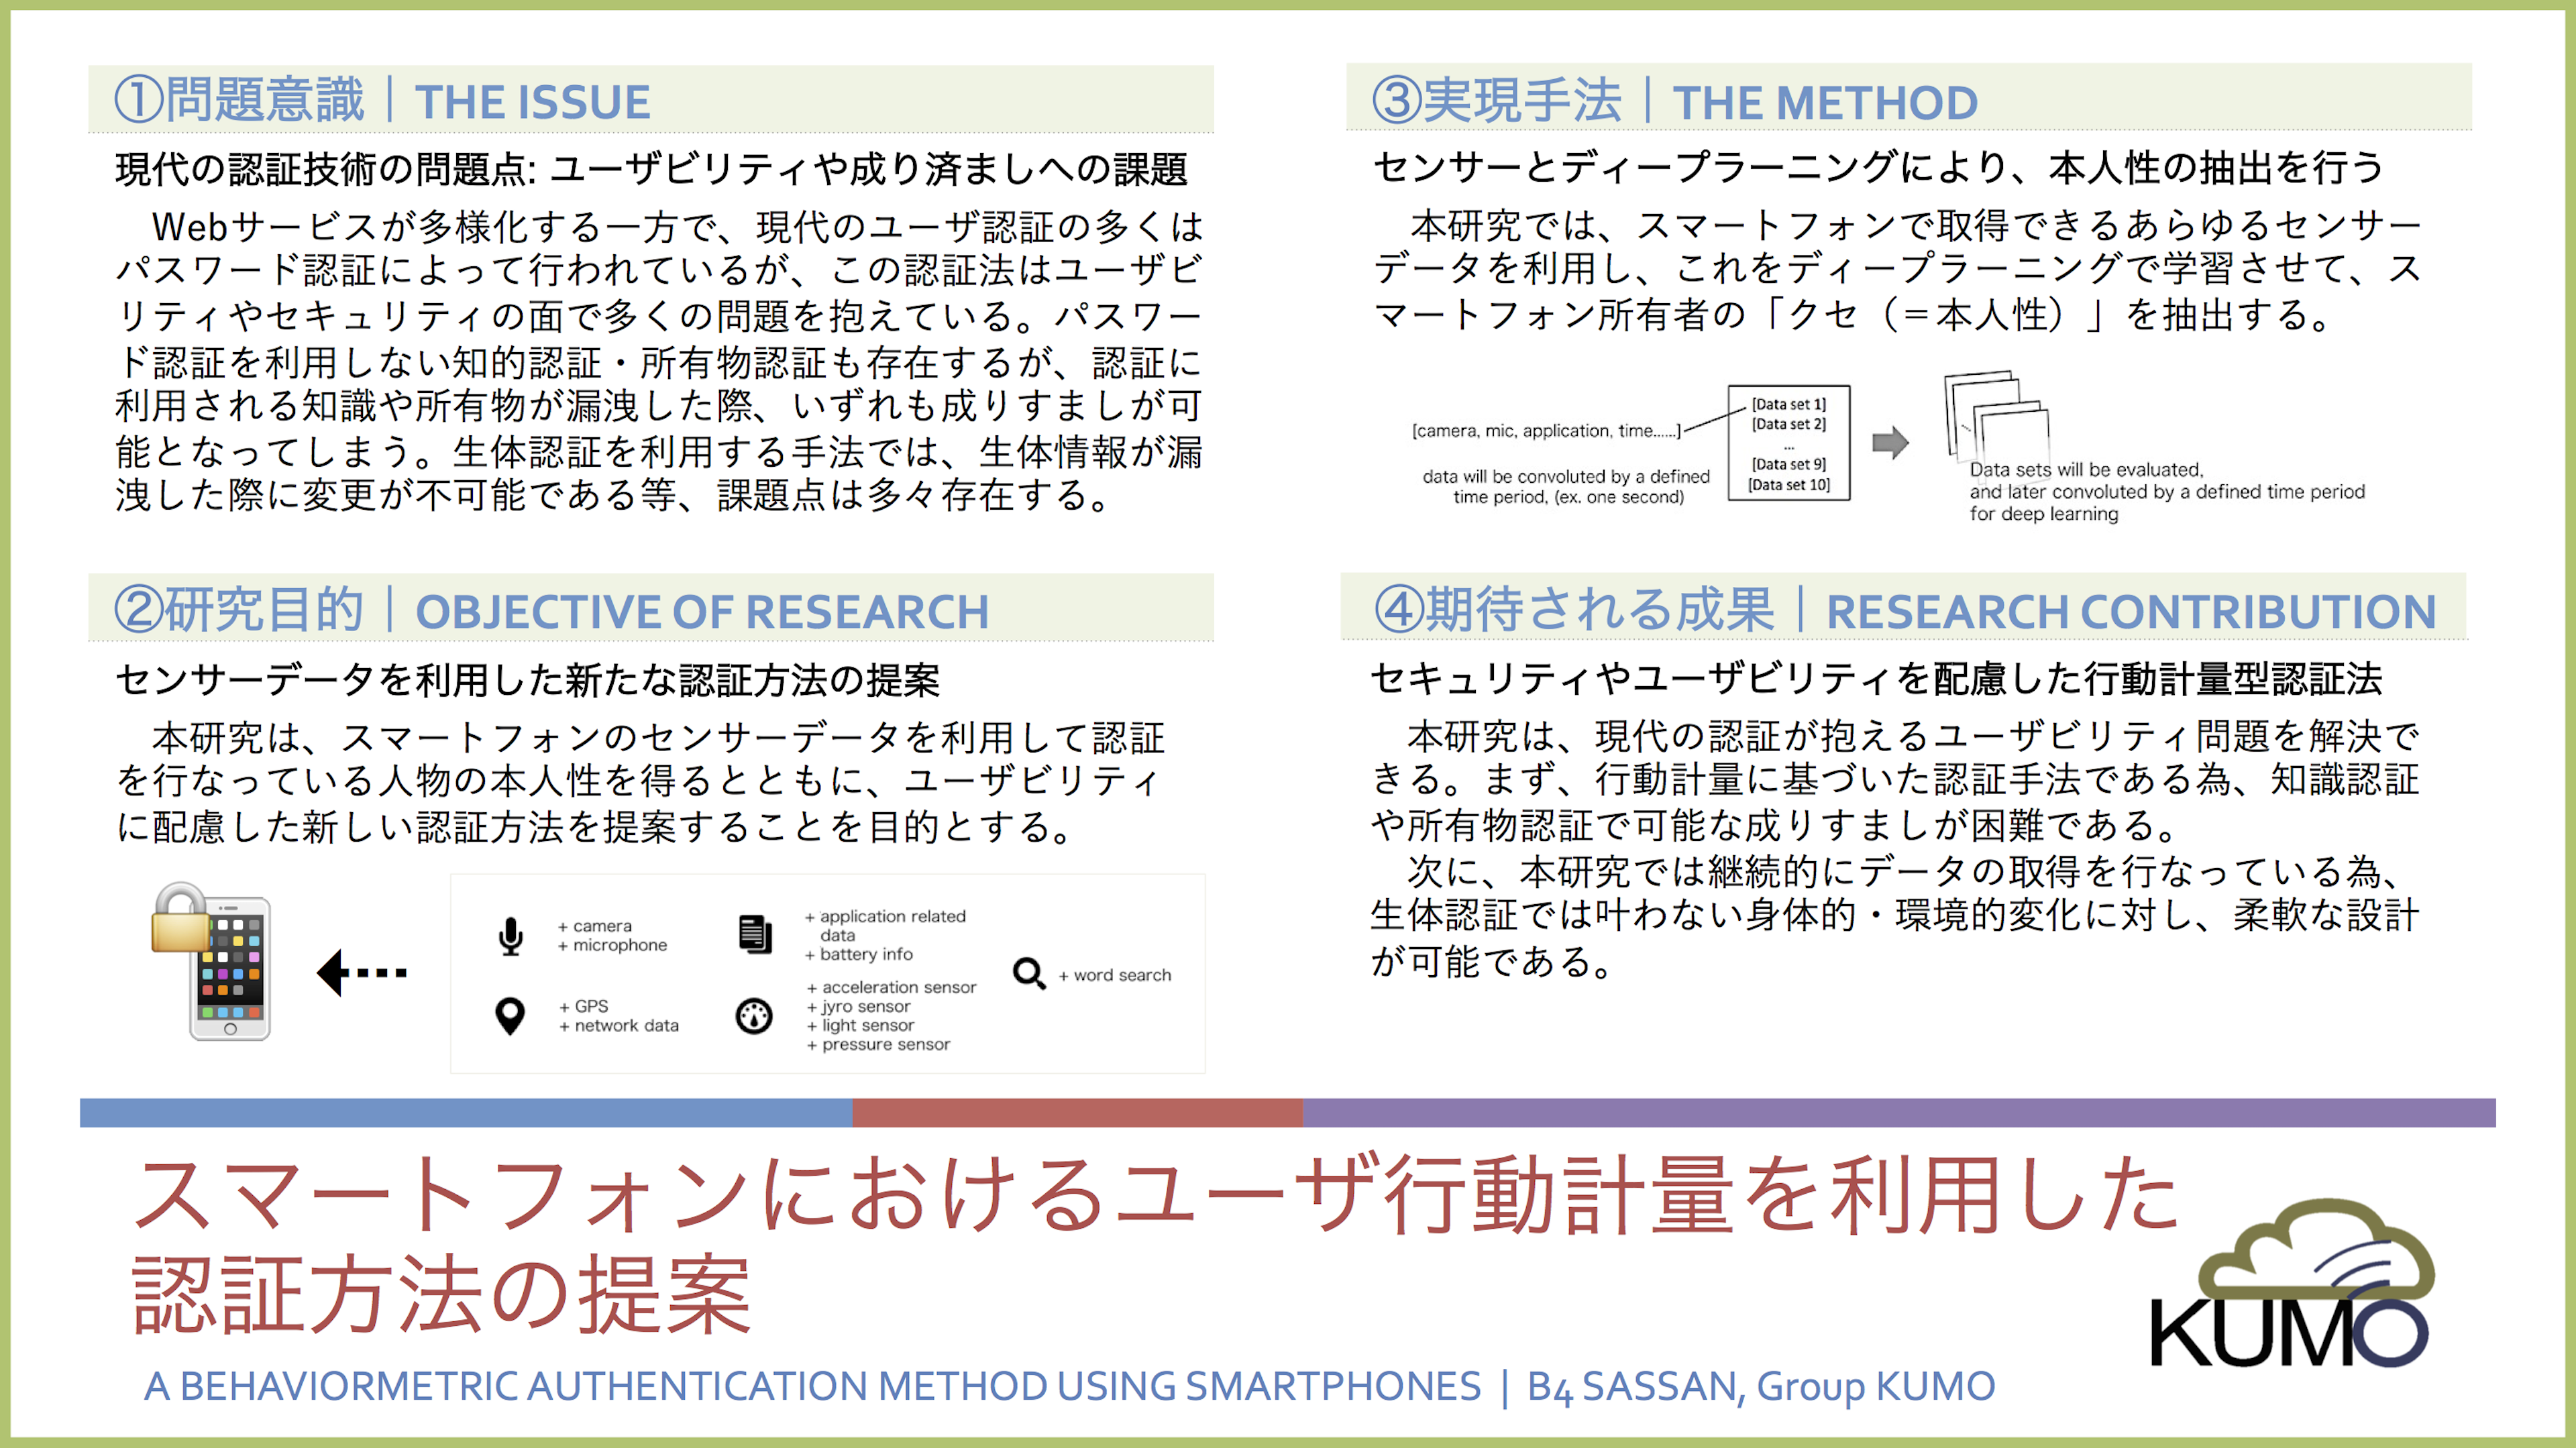 ①問題意識｜THE ISSUE
現代の認証技術の問題点: ユーザビリティや成り済ましへの課題
Webサービスが多様化する一方で、現代のユーザ認証の多くは
パスワード認証によって行われているが、この認証法はユーザビ
リティやセキュリティの面で多くの問題を抱えている。パスワー
ド認証を利用しない知的認証・所有物認証も存在するが、認証に
利用される知識や所有物が漏洩した際、いずれも成りすましが可
能となってしまう。生体認証を利用する手法では、生体情報が漏
洩した際に変更が不可能である等、課題点は多々存在する。
②研究目的｜OBJECTIVE OF RESEARCH
センサーデータを利用した新たな認証方法の提案
本研究は、スマートフォンのセンサーデータを利用して認証
を行なっている人物の本人性を得るとともに、ユーザビリティ
に配慮した新しい認証方法を提案することを目的とする。
+ camera
+ microphone
+ GPS
+ network data
+ application related
data
+ battery info
+ acceleration sensor
+ jyro sensor
+ light sensor
+ pressure sensor
+ word search
③実現手法｜THE METHOD
センサーとディープラーニングにより、本人性の抽出を行う
本研究では、スマートフォンで取得できるあらゆるセンサー
データを利用し、これをディープラーニングで学習させて、ス
マートフォン所有者の「クセ（＝本人性）」を抽出する。
[camera, mic, application, time.....]
data will be convoluted by a defined
time period, (ex. one second)
[Data set 1]
[Data set 2]
...
[Data set 9]
[Data set 10]
Data sets will be evaluated,
and later convoluted by a defined time period
for deep learning
④期待される成果｜RESEARCH CONTRIBUTION
セキュリティやユーザビリティを配慮した行動計量型認証法
本研究は、現代の認証が抱えるユーザビリティ問題を解決で
きる。まず、行動計量に基づいた認証手法である為、知識認証
や所有物認証で可能な成りすましが困難である。
次に、本研究では継続的にデータの取得を行なっている為、
生体認証では叶わない身体的・環境的変化に対し、柔軟な設計
が可能である。
スマートフォンにおけるユーザ行動計量を利用した
認証方法の提案
A BEHAVIORMETRIC AUTHENTICATION METHOD USING SMARTPHONES | B4 SASSAN, Group KUMO
KUMO